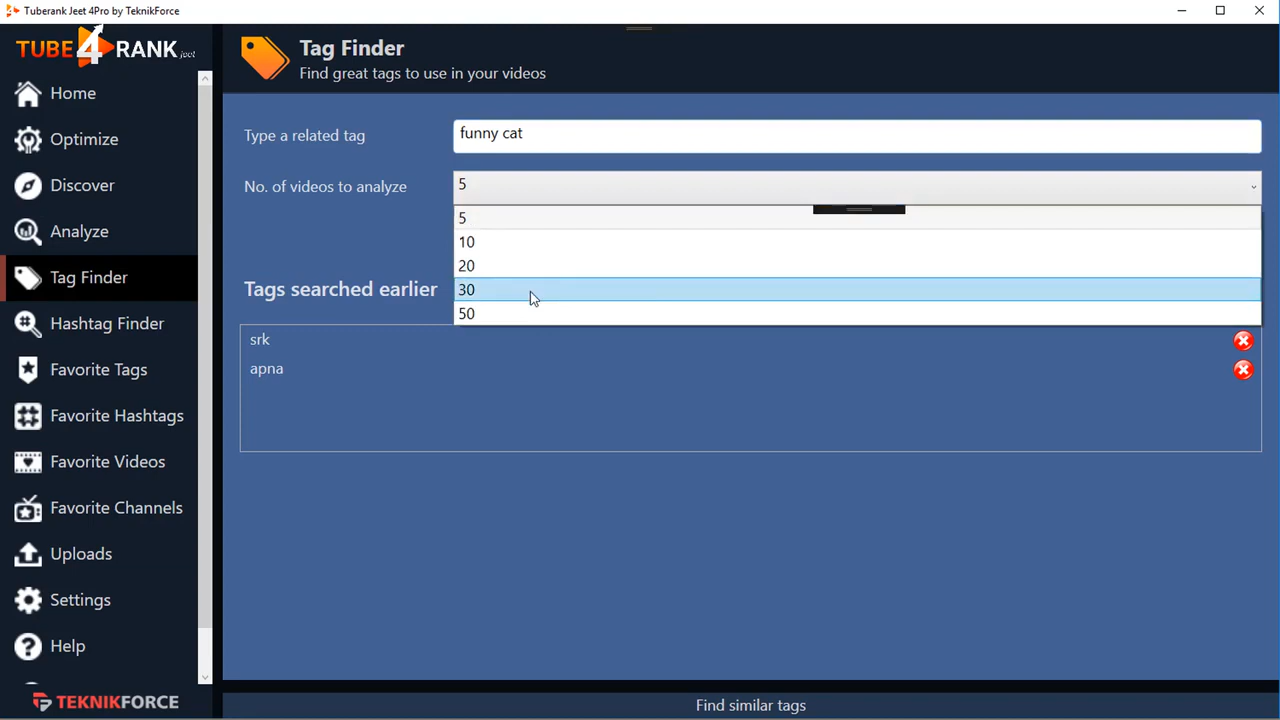 Tuberank Jeet 4Pro by TeknikForce
TUBE4RANK.jeet
Home
Optimize
Discover
Analyze
Tag Finder
Hashtag Finder
Favorite Tags
Favorite Hashtags
Favorite Videos
Favorite Channels
Uploads
Settings
Help
TEKNIKFORCE
Tag Finder
Find great tags to use in your videos
Type a related tag
funny cat
No. of videos to analyze
5
5
10
20
30
50
Tags searched earlier
srk
apna
Find similar tags